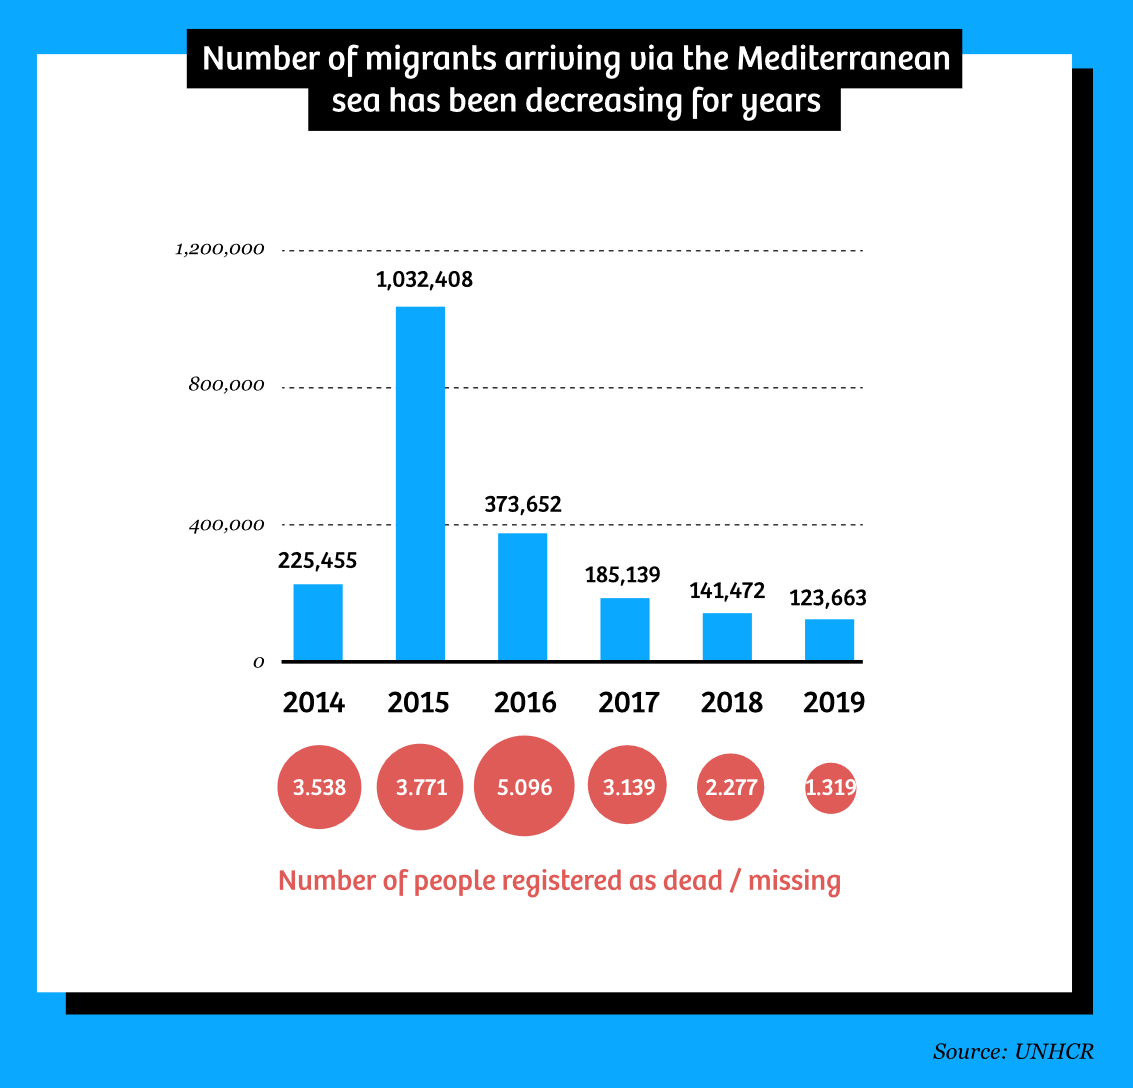 Number of migrants arriving via the Mediterranean
sea has been decreasing for years
1,200,000
1,032,408
800,000
373,652
400,000
225,455
185,139
141,472
123,663
0
2014 2015 2016 2017 2018 2019
3.538 3.771 5.096 3.139 2.277 1.319
Number of people registered as dead / missing
Source: UNHCR